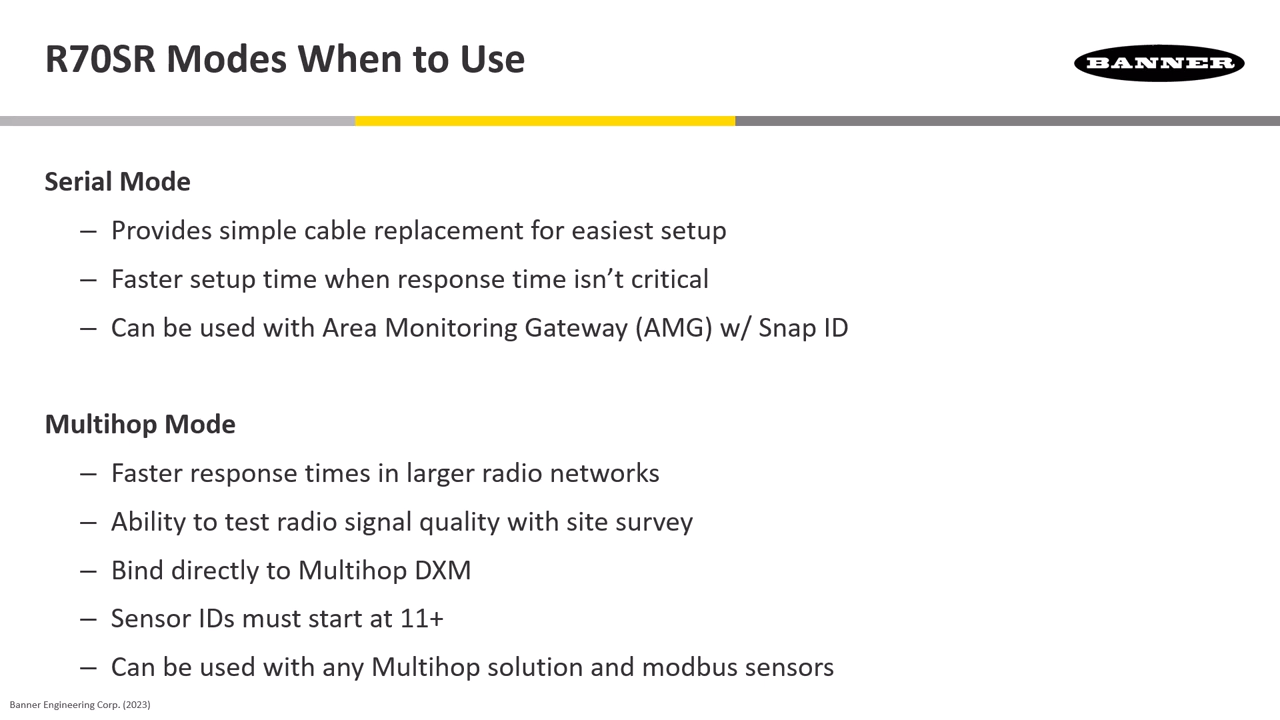 R70SR Modes When to Use
BANNER
Serial Mode
– Provides simple cable replacement for easiest setup
– Faster setup time when response time isn’t critical
– Can be used with Area Monitoring Gateway (AMG) w/ Snap ID
Multihop Mode
– Faster response times in larger radio networks
– Ability to test radio signal quality with site survey
– Bind directly to Multihop DXM
– Sensor IDs must start at 11+
– Can be used with any Multihop solution and modbus sensors
Banner Engineering Corp. (2023)